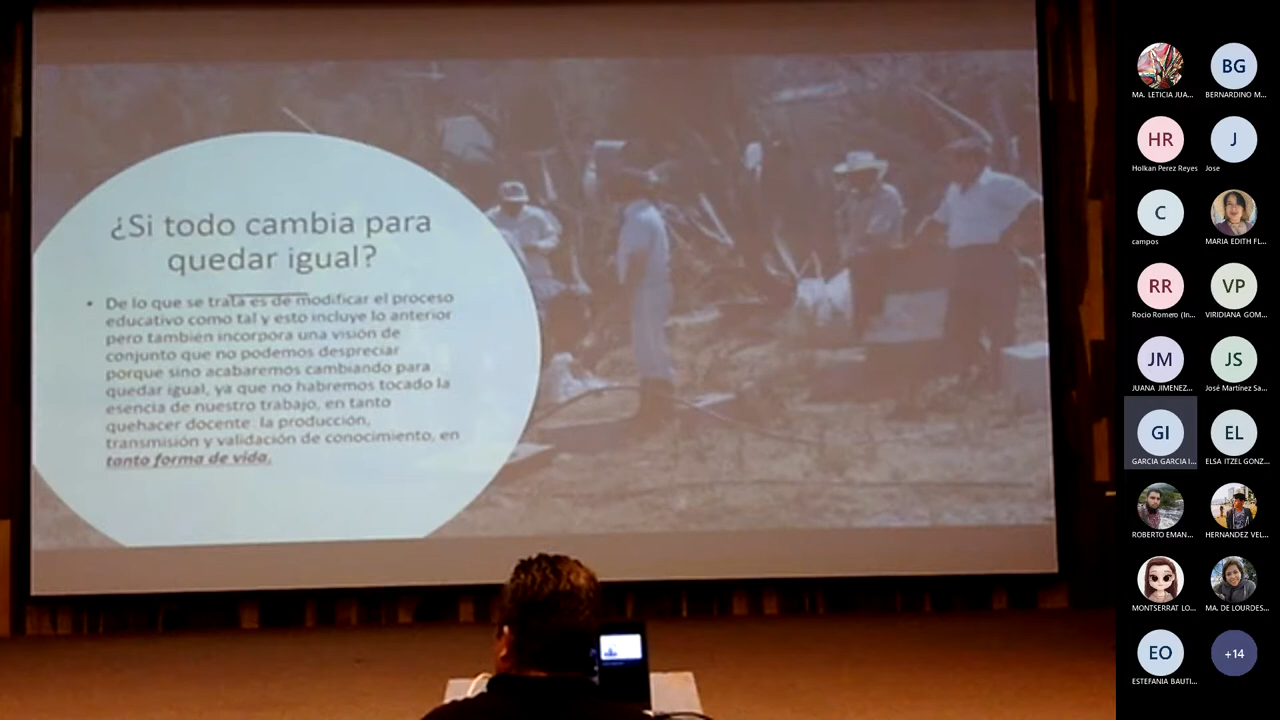 ¿Si todo cambia para
quedar igual?
• De lo que se trata es de modificar el proceso
educativo como tal y esto incluye lo anterior
pero también incorpora una visión de
conjunto que no podemos despreciar
porque sino acabaremos cambiando para
quedar igual, ya que no habremos tocado la
esencia de nuestro trabajo, en tanto
quehacer docente: la producción,
transmisión y validación de conocimiento, en
tanto forma de vida.
BG
MA. LETICIA JUA... BERNARDINO M...
HR J
Holkan Perez Reyes Jose
C
campos MARIA EDITH FL...
RR VP
Rocio Romero (In... VIRIDIANA GOM...
JM JS
JUANA JIMENEZ... José Martínez Sa...
GI EL
GARCIA GARCIA I... ELSA ITZEL GONZ...
ROBERTO EMAN... HERNANDEZ VEL...
MONTSERRAT LO... MA. DE LOURDES...
EO +14
ESTEFANIA BAUTI...